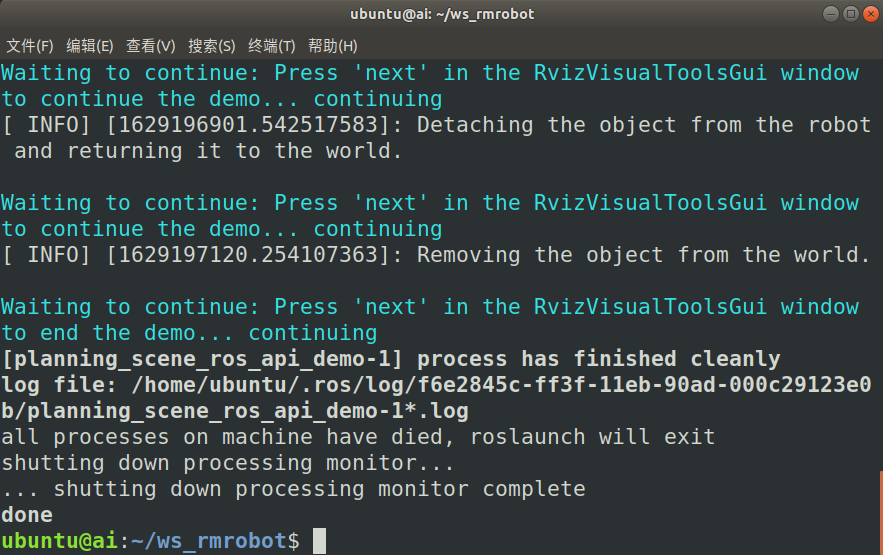 ubuntu@ai: ~/ws_rmrobot
文件(F) 编辑(E) 查看(V) 搜索(S) 终端(T) 帮助(H)
Waiting to continue: Press 'next' in the RvizVisualToolsGui window
to continue the demo... continuing
[ INFO] [1629196901.542517583]: Detaching the object from the robot
 and returning it to the world.
Waiting to continue: Press 'next' in the RvizVisualToolsGui window
to continue the demo... continuing
[ INFO] [1629197120.254107363]: Removing the object from the world.
Waiting to continue: Press 'next' in the RvizVisualToolsGui window
to end the demo... continuing
[planning_scene_ros_api_demo-1] process has finished cleanly
log file: /home/ubuntu/.ros/log/f6e2845c-ff3f-11eb-90ad-000c29123e0
b/planning_scene_ros_api_demo-1*.log
all processes on machine have died, roslaunch will exit
shutting down processing monitor...
... shutting down processing monitor complete
done
ubuntu@ai:~/ws_rmrobot$